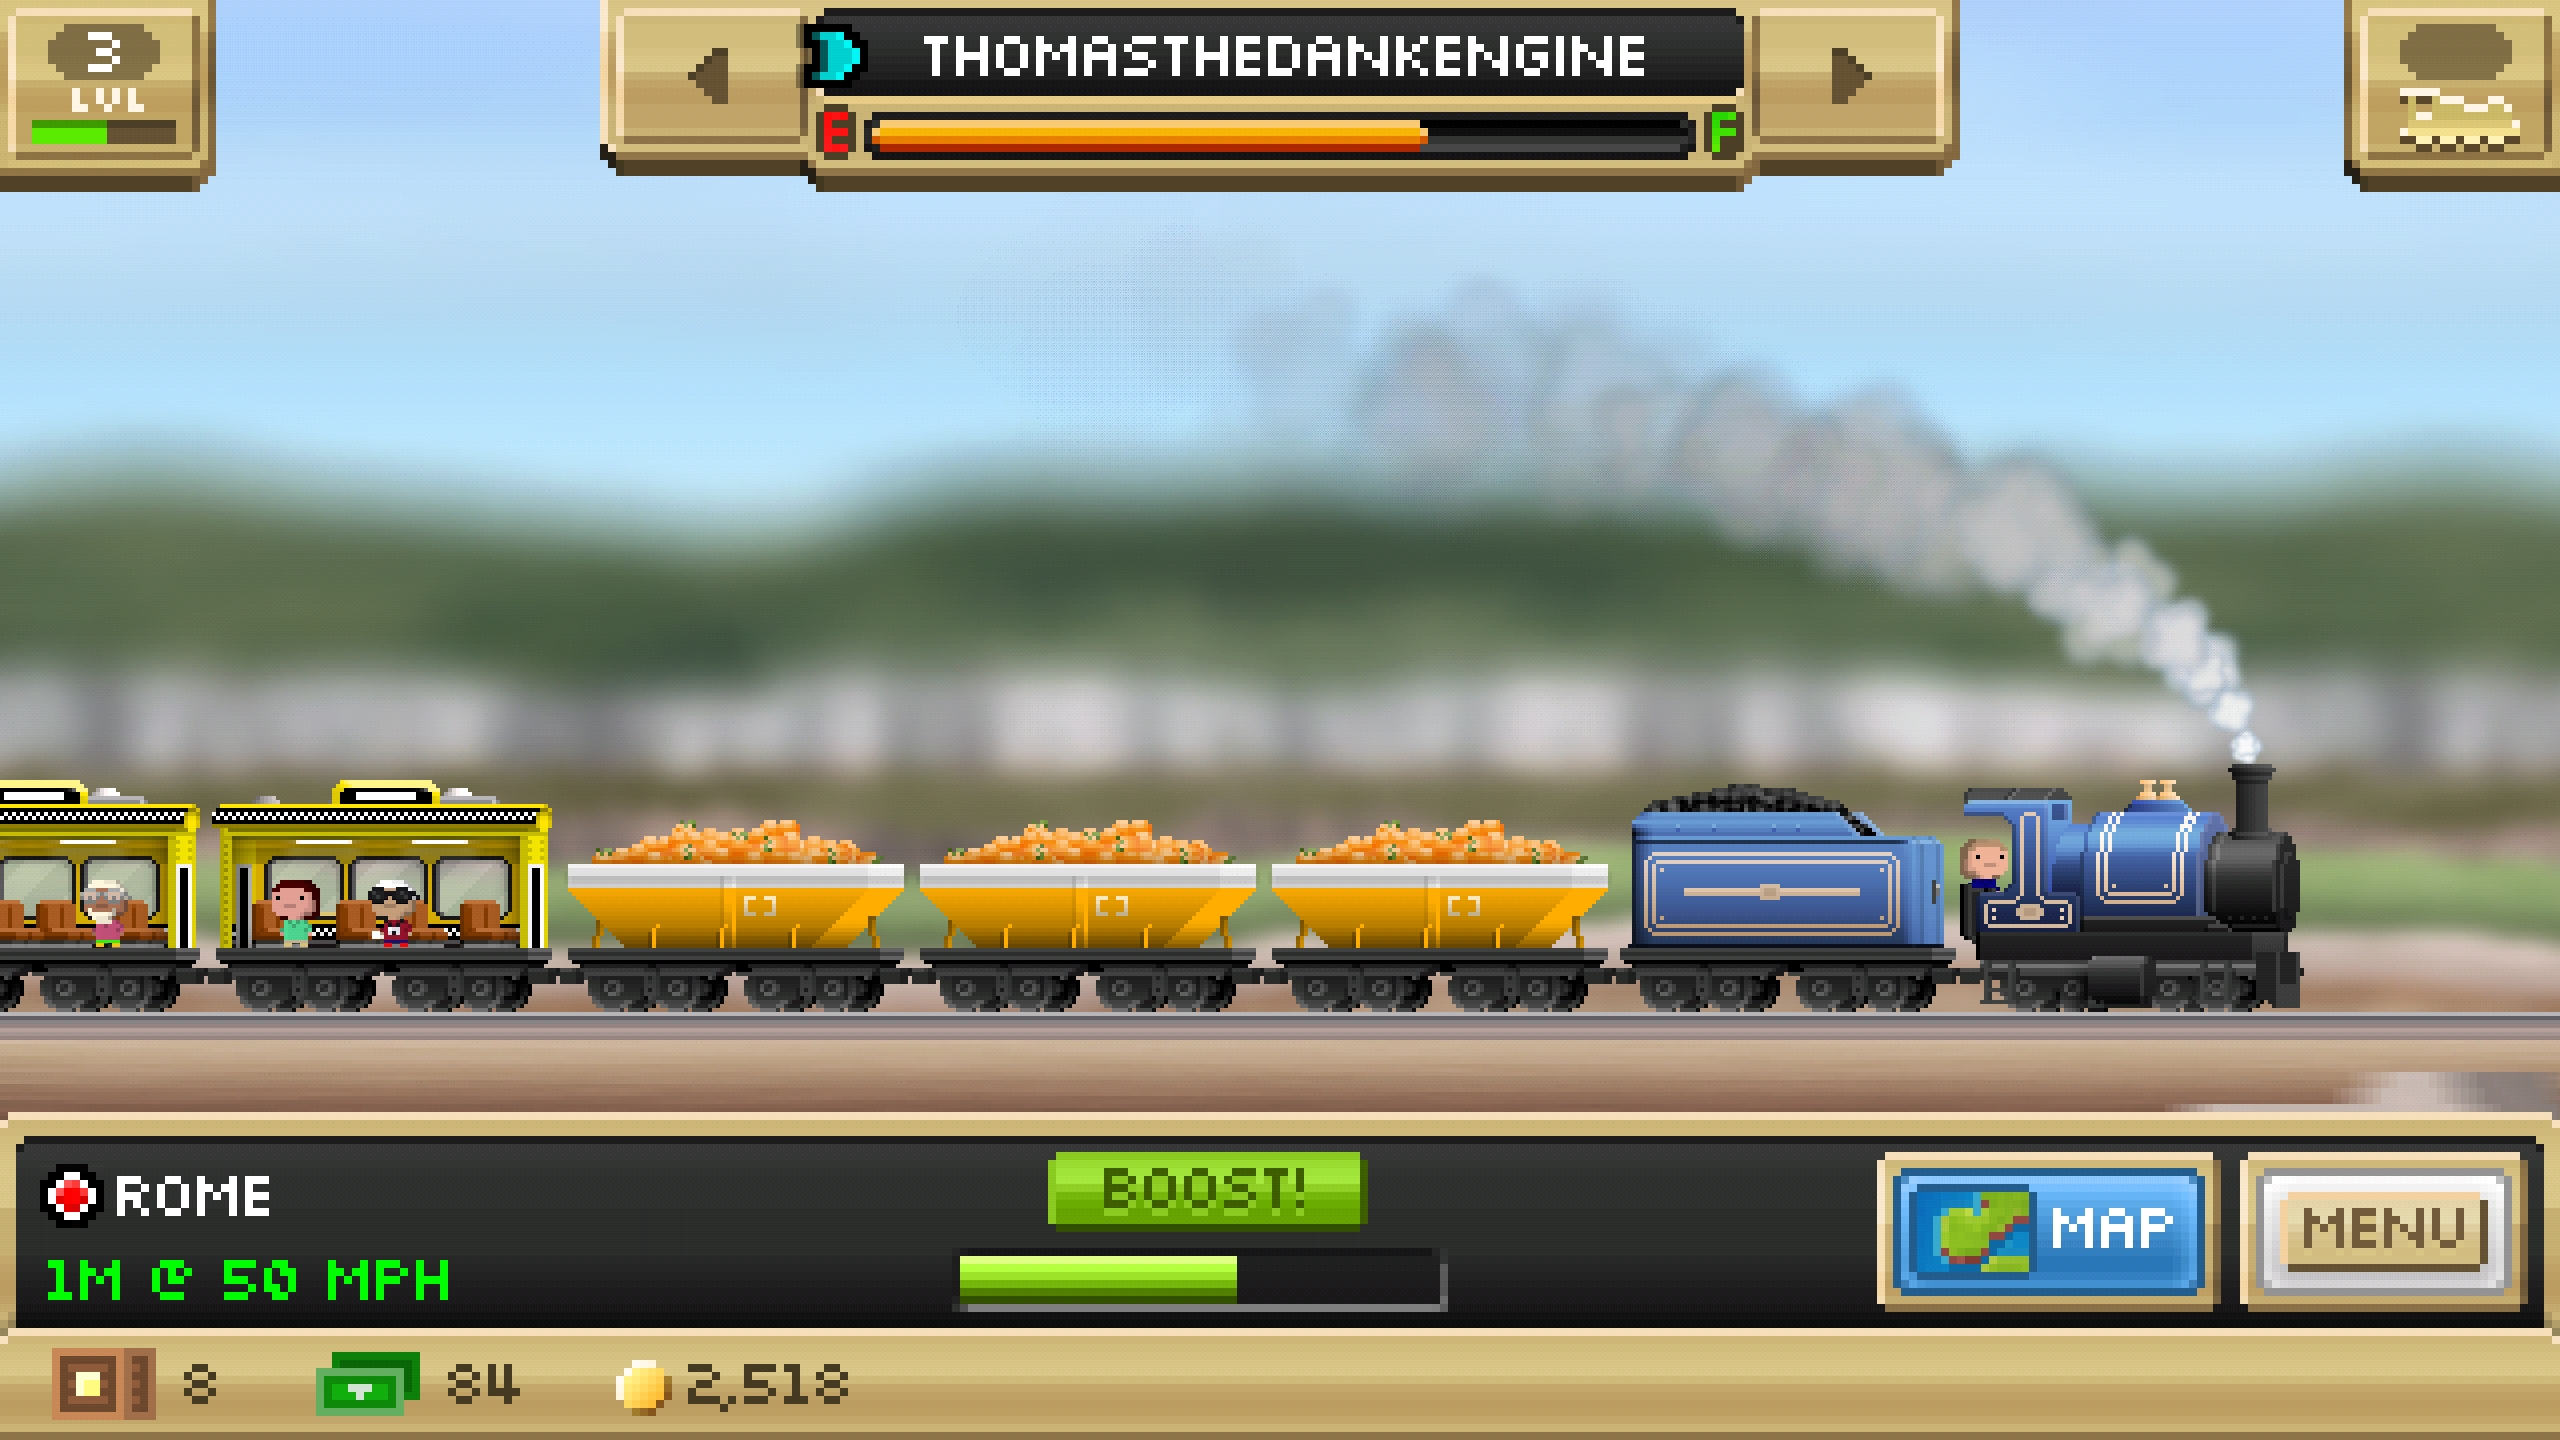 3
LVL
THOMASTHEDANKENGINE
E F
ROME
BOOST!
1M @ 50 MPH
MAP
MENU
8 84 2,518